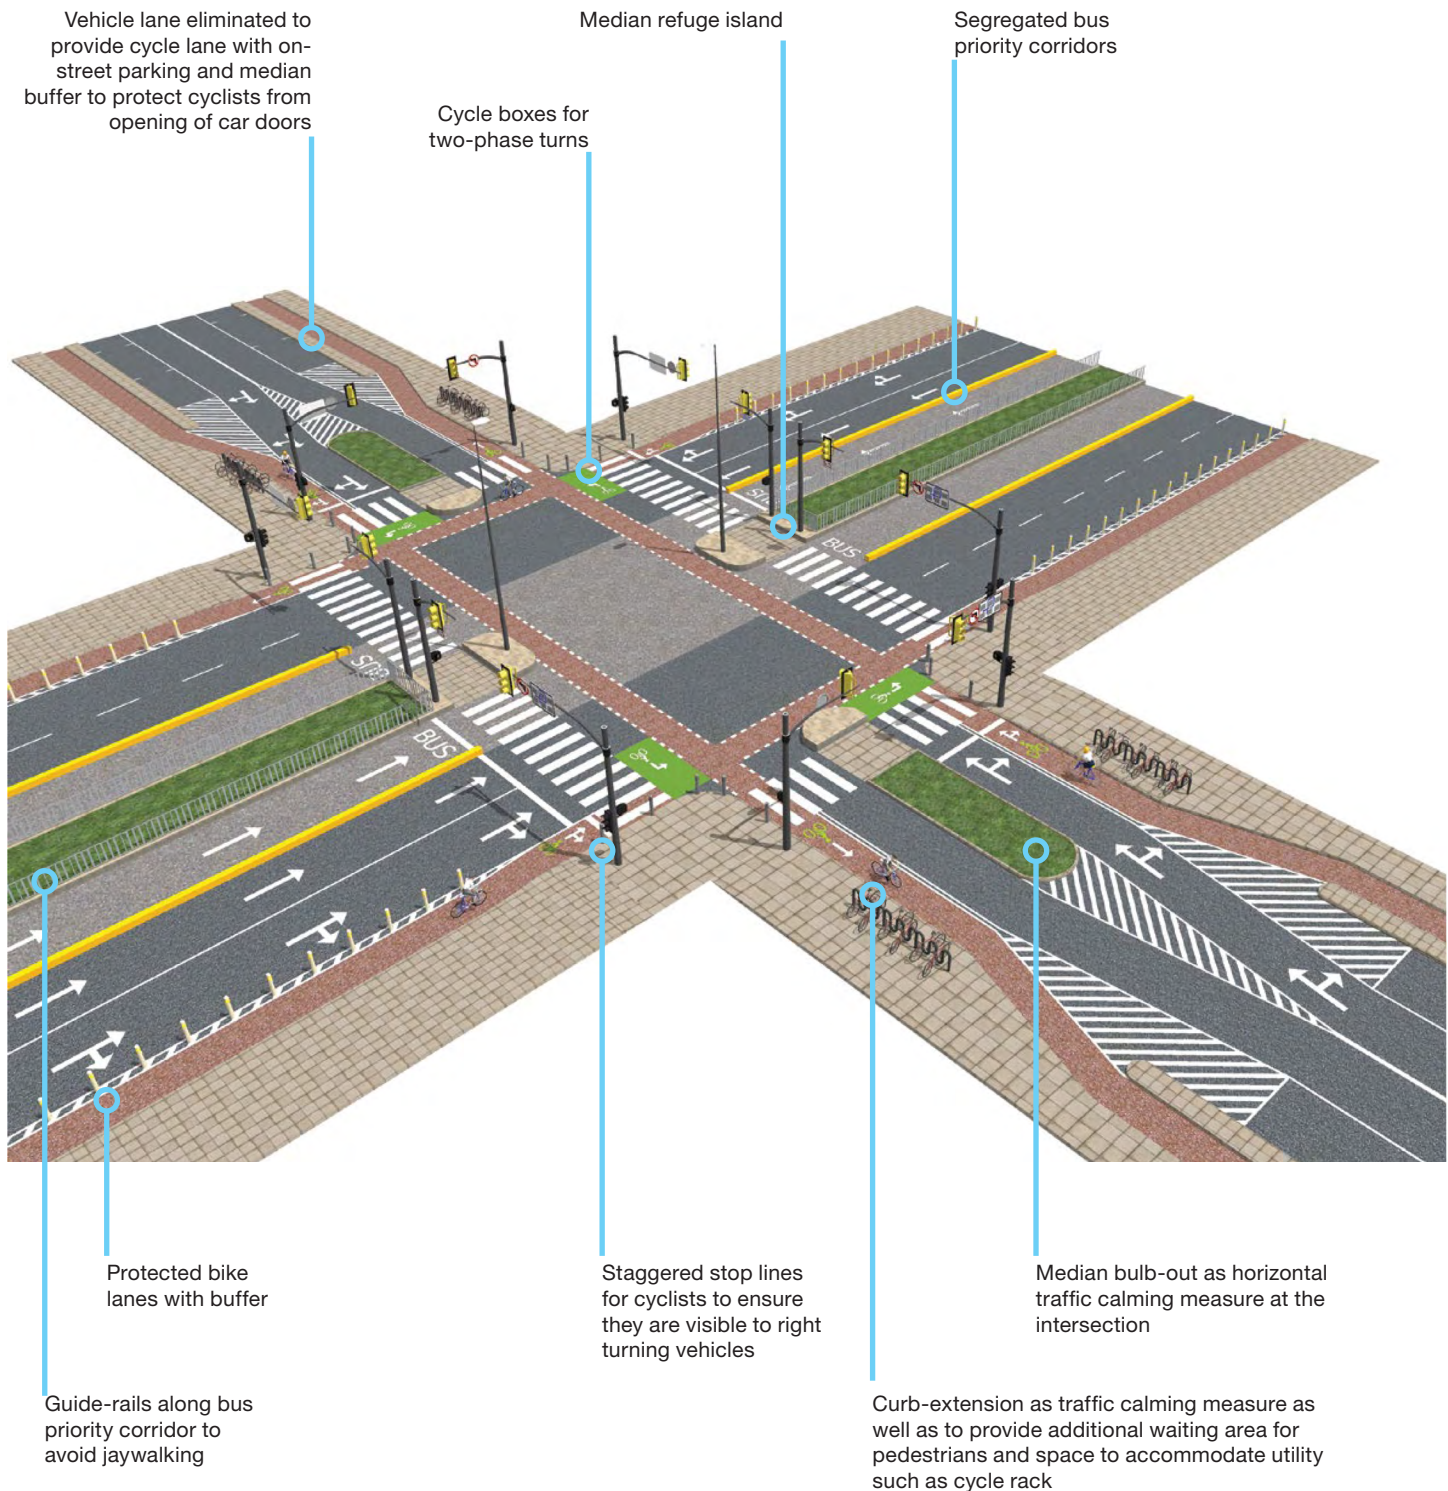 Vehicle lane eliminated to
provide cycle lane with on-
street parking and median
buffer to protect cyclists from
opening of car doors
Cycle boxes for
two-phase turns
Median refuge island
Segregated bus
priority corridors
BUS
BUS
BUS
BUS
Protected bike
lanes with buffer
Guide-rails along bus
priority corridor to
avoid jaywalking
Staggered stop lines
for cyclists to ensure
they are visible to right
turning vehicles
Median bulb-out as horizontal
traffic calming measure at the
intersection
Curb-extension as traffic calming measure as
well as to provide additional waiting area for
pedestrians and space to accommodate utility
such as cycle rack